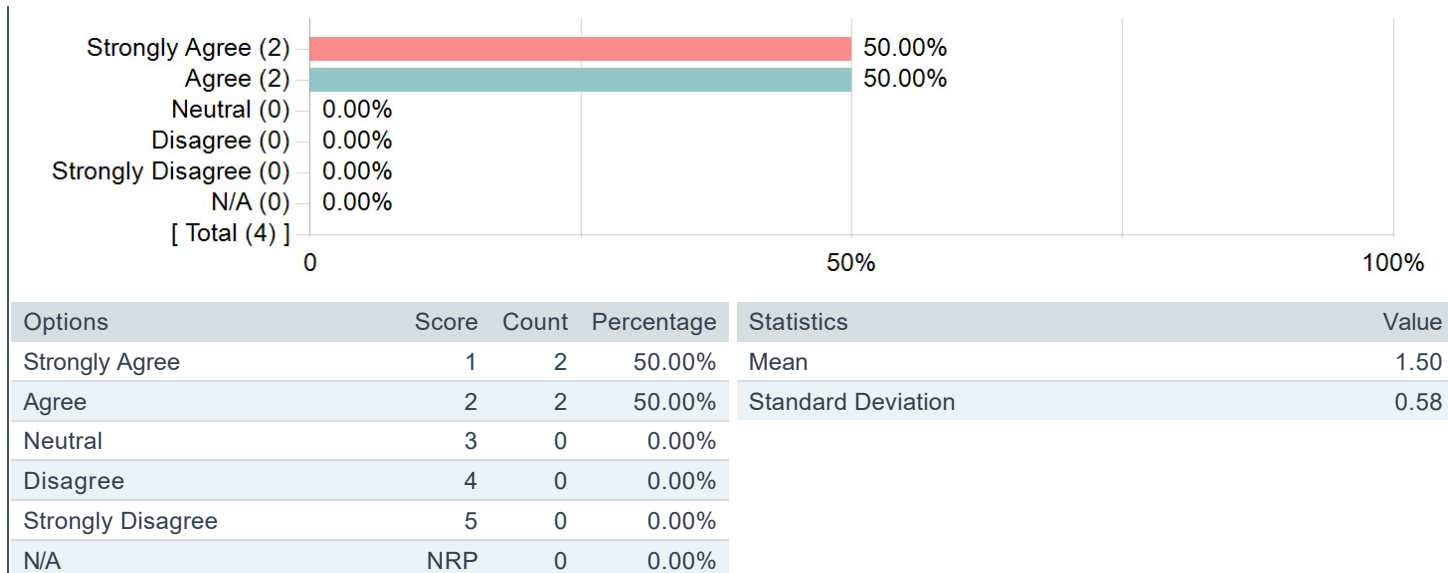 Strongly Agree (2) 50.00%
Agree (2) 50.00%
Neutral (0) 0.00%
Disagree (0) 0.00%
Strongly Disagree (0) 0.00%
N/A (0) 0.00%
[ Total (4) ]
0 50% 100%
Options Score Count Percentage
Strongly Agree 1 2 50.00%
Agree 2 2 50.00%
Neutral 3 0 0.00%
Disagree 4 0 0.00%
Strongly Disagree 5 0 0.00%
N/A NRP 0 0.00%
Statistics Value
Mean 1.50
Standard Deviation 0.58